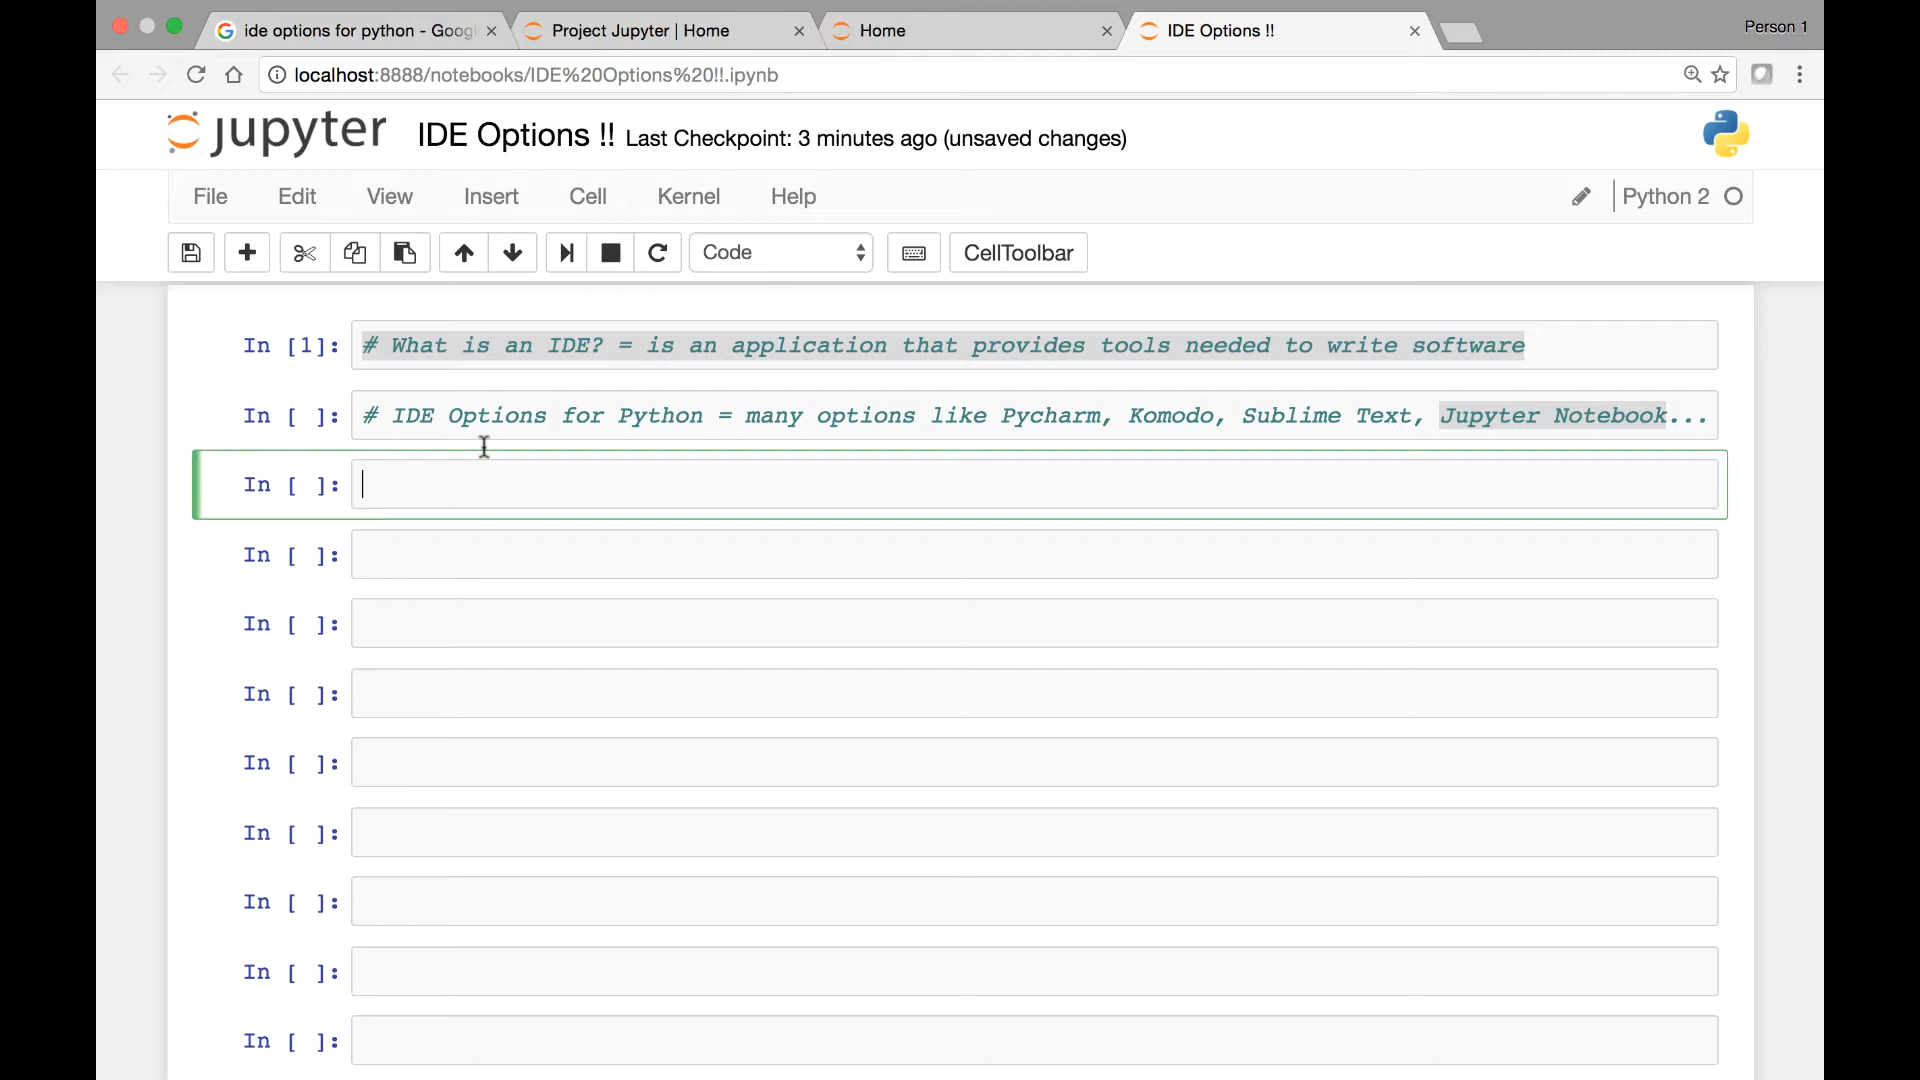 ide options for python - Goog
Project Jupyter | Home
Home
IDE Options !!
Person 1
localhost:8888/notebooks/IDE%20Options%20!!.ipynb
jupyter IDE Options !! Last Checkpoint: 3 minutes ago (unsaved changes)
File Edit View Insert Cell Kernel Help Python 2
Code CellToolbar
In [1]: # What is an IDE? = is an application that provides tools needed to write software
In [ ]: # IDE Options for Python = many options like Pycharm, Komodo, Sublime Text, Jupyter Notebook...
In [ ]:
In [ ]:
In [ ]:
In [ ]:
In [ ]:
In [ ]:
In [ ]:
In [ ]:
In [ ]: